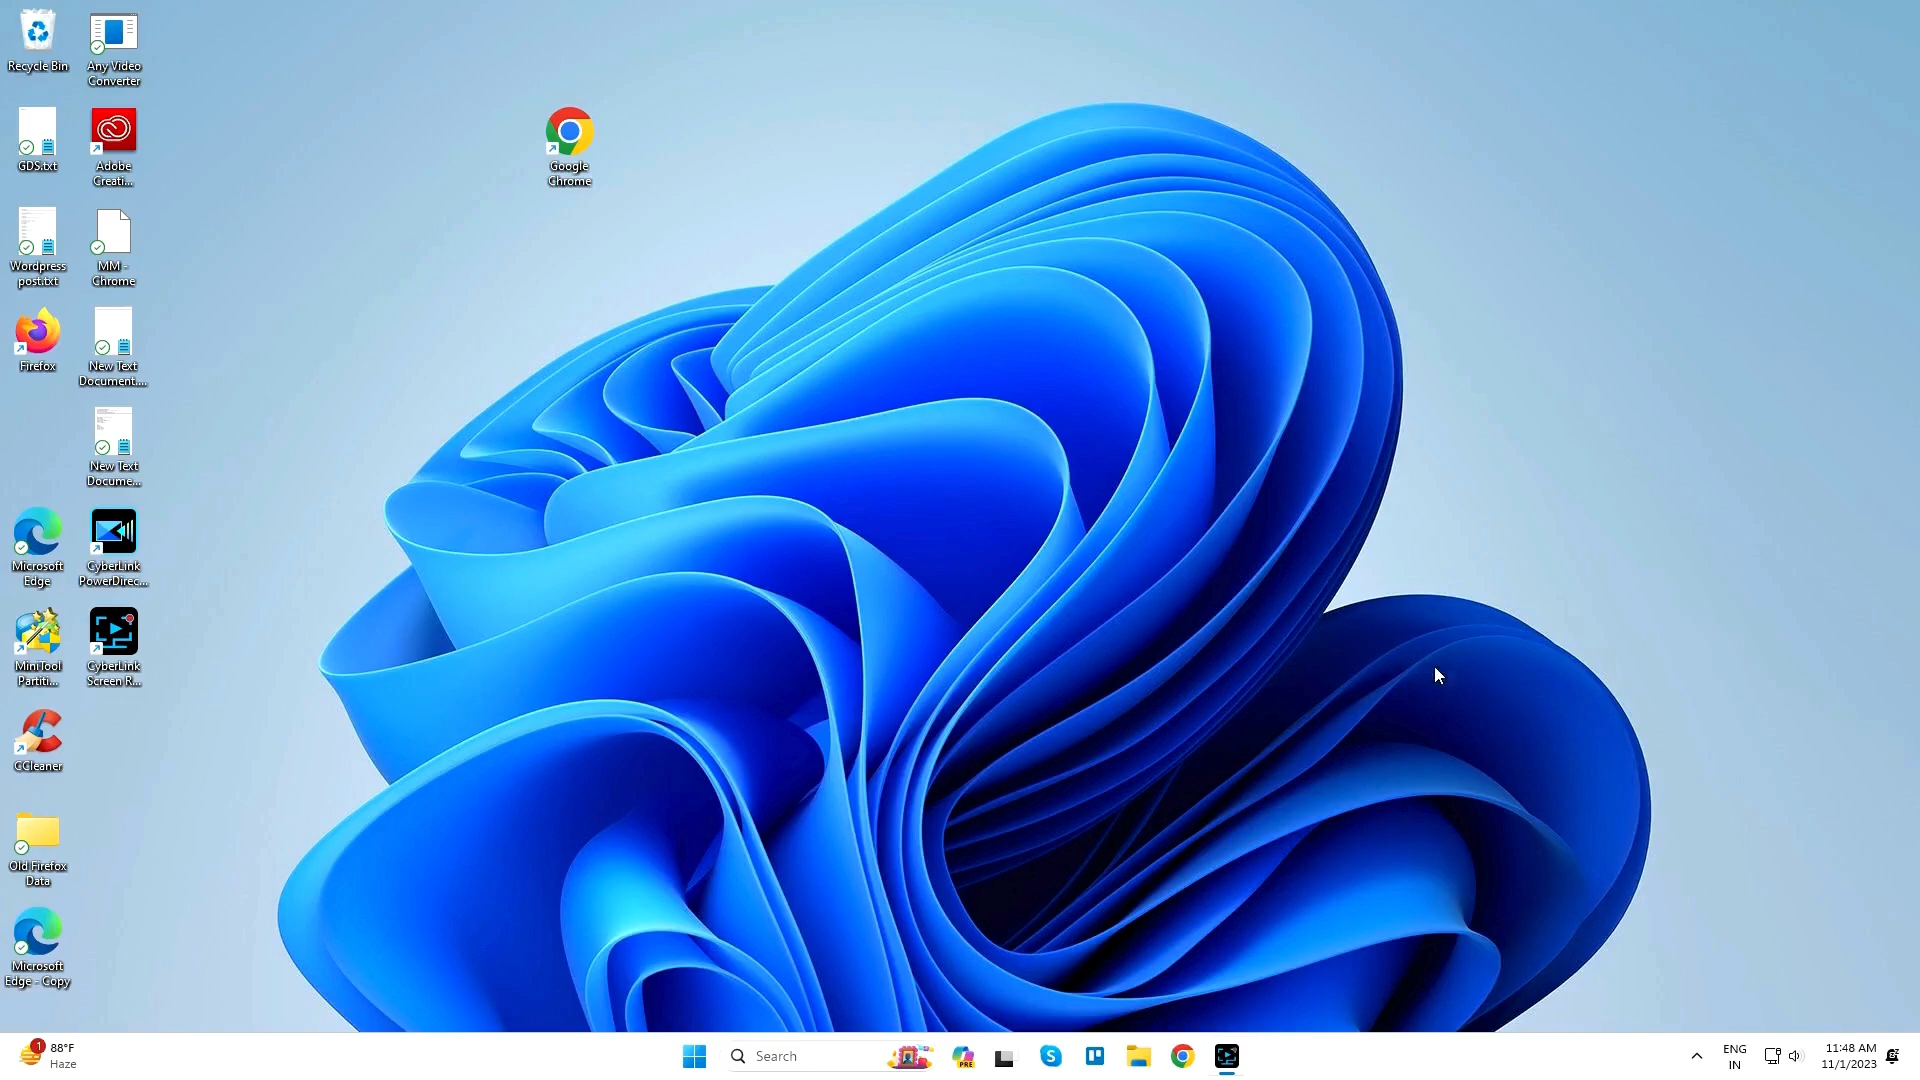 Recycle Bin
Any Video
Converter
GDS.txt
Adobe
Creati...
Google
Chrome
Wordpress
post.txt
MM -
Chrome
Firefox
New Text
Document....
New Text
Docume...
Microsoft
Edge
CyberLink
PowerDirec...
MiniTool
Partiti...
CyberLink
Screen R...
CCleaner
Old Firefox
Data
Microsoft
Edge - Copy
1
88°F
Haze
Search
PRE
ENG
IN
11:48 AM
11/1/2023